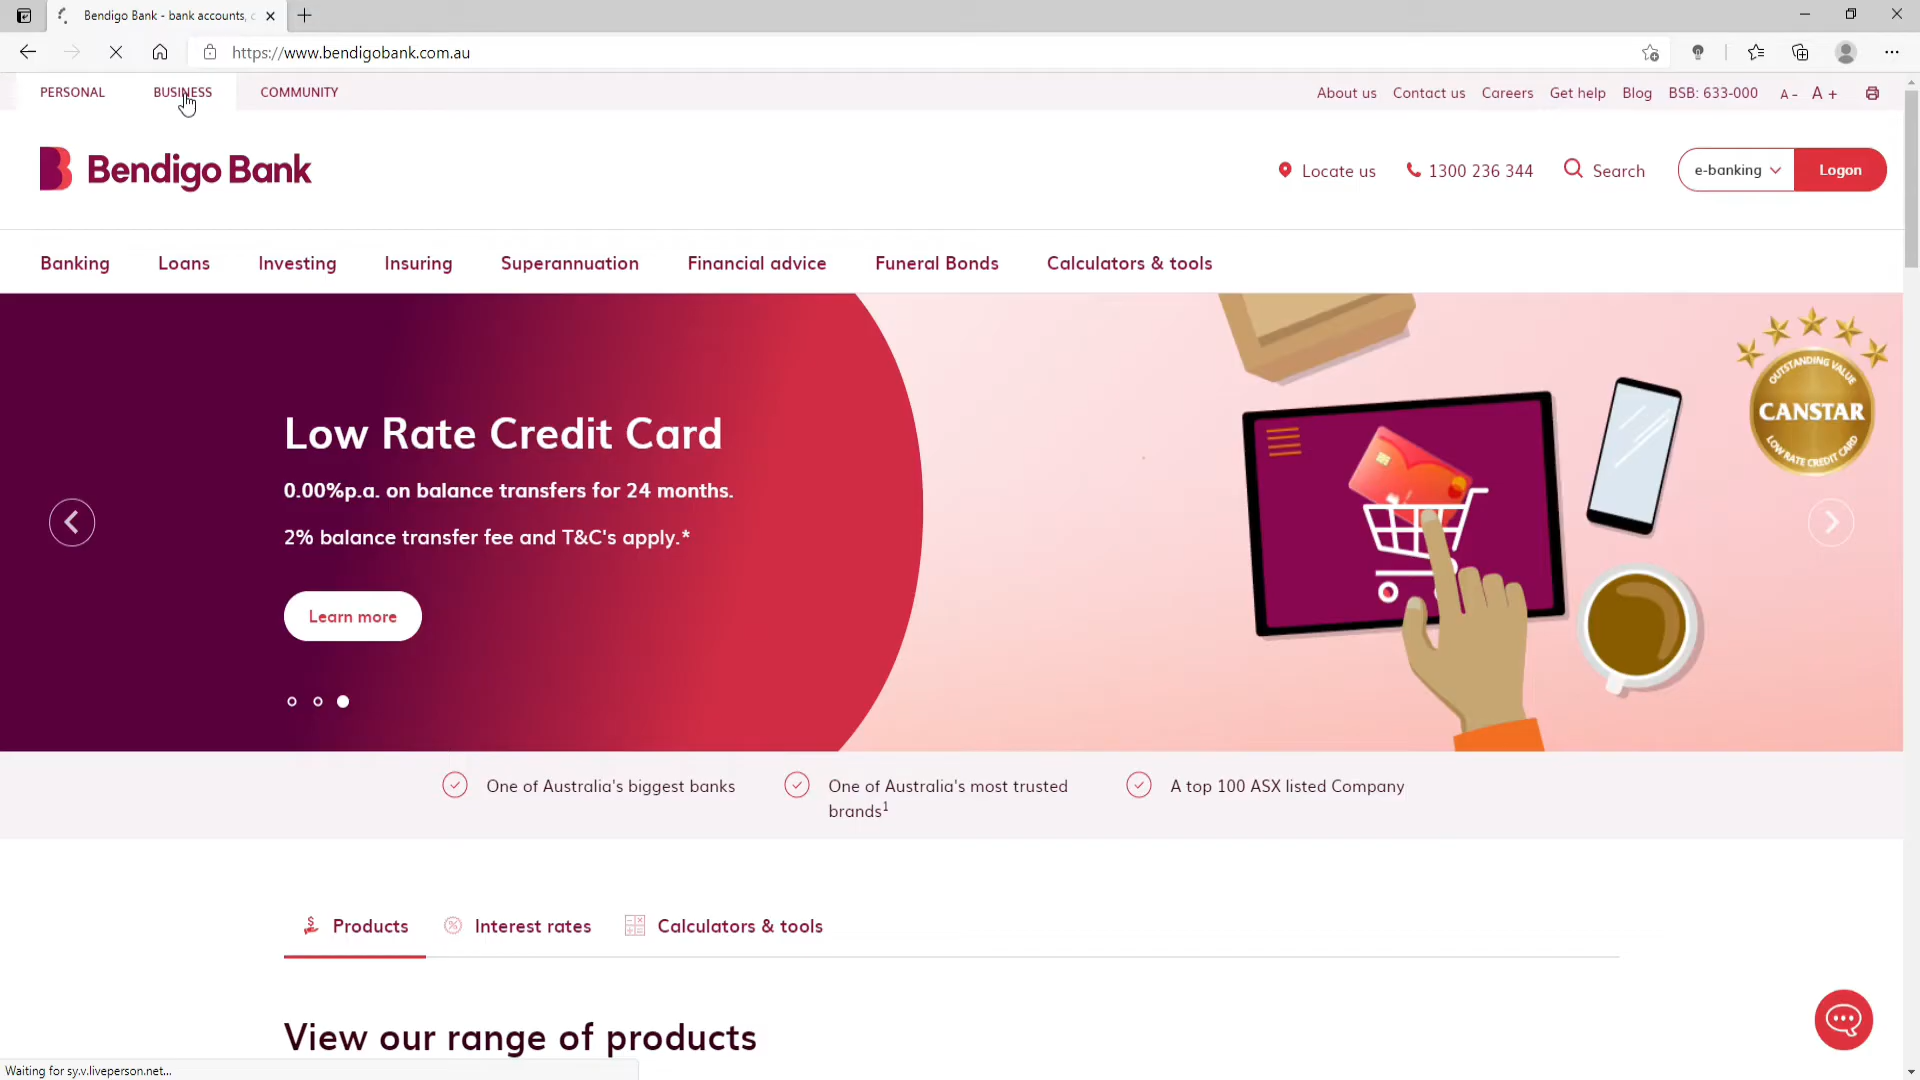 Bendigo Bank - bank accounts, c
https://www.bendigobank.com.au
PERSONAL BUSINESS COMMUNITY
About us Contact us Careers Get help Blog BSB: 633-000 A - A +
Bendigo Bank
Locate us 1300 236 344 Search e-banking Logon
Banking Loans Investing Insuring Superannuation Financial advice Funeral Bonds Calculators & tools
OUTSTANDING VALUE
CANSTAR
LOW RATE CREDIT CARD
Low Rate Credit Card
0.00%p.a. on balance transfers for 24 months.
2% balance transfer fee and T&C's apply.*
Learn more
One of Australia's biggest banks
One of Australia's most trusted
brands1
A top 100 ASX listed Company
Products Interest rates Calculators & tools
View our range of products
Waiting for sy.v.liveperson.net...